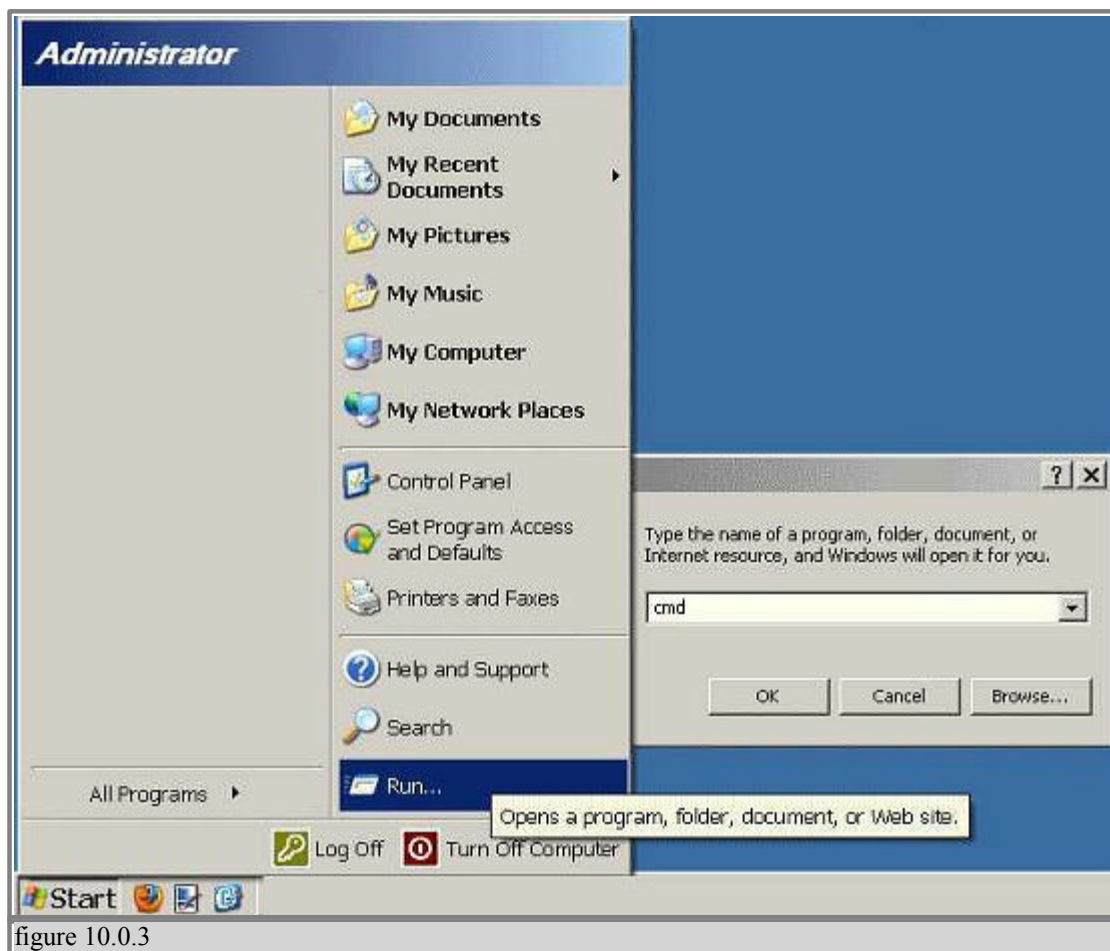 Administrator
My Documents
My Recent
Documents
My Pictures
My Music
My Computer
My Network Places
Control Panel
Set Program Access
and Defaults
Printers and Faxes
Help and Support
Search
Run...
All Programs
Opens a program, folder, document, or Web site.
Log Off
Turn Off Computer
Start
Type the name of a program, folder, document, or
Internet resource, and Windows will open it for you.
cmd
OK
Cancel
Browse...
figure 10.0.3